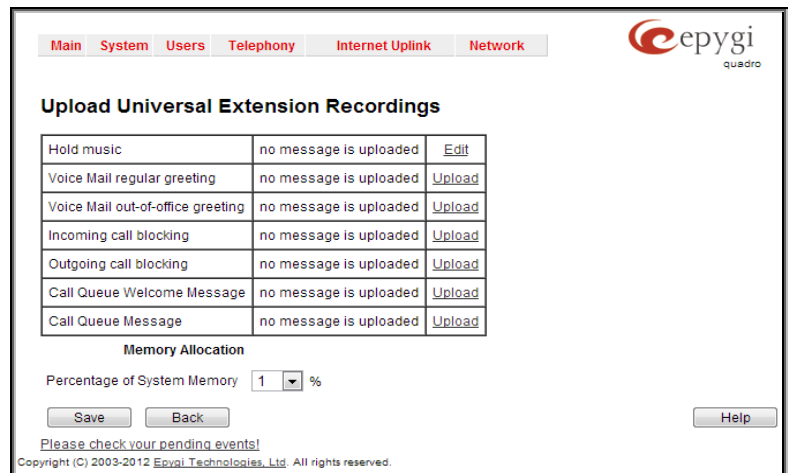 Main System Users Telephony Internet Uplink Network
epygi
quadro
Upload Universal Extension Recordings
Hold music no message is uploaded Edit
Voice Mail regular greeting no message is uploaded Upload
Voice Mail out-of-office greeting no message is uploaded Upload
Incoming call blocking no message is uploaded Upload
Outgoing call blocking no message is uploaded Upload
Call Queue Welcome Message no message is uploaded Upload
Call Queue Message no message is uploaded Upload
Memory Allocation
Percentage of System Memory 1 %
Save Back Help
Please check your pending events!
Copyright (C) 2003-2012 Epygi Technologies, Ltd. All rights reserved.